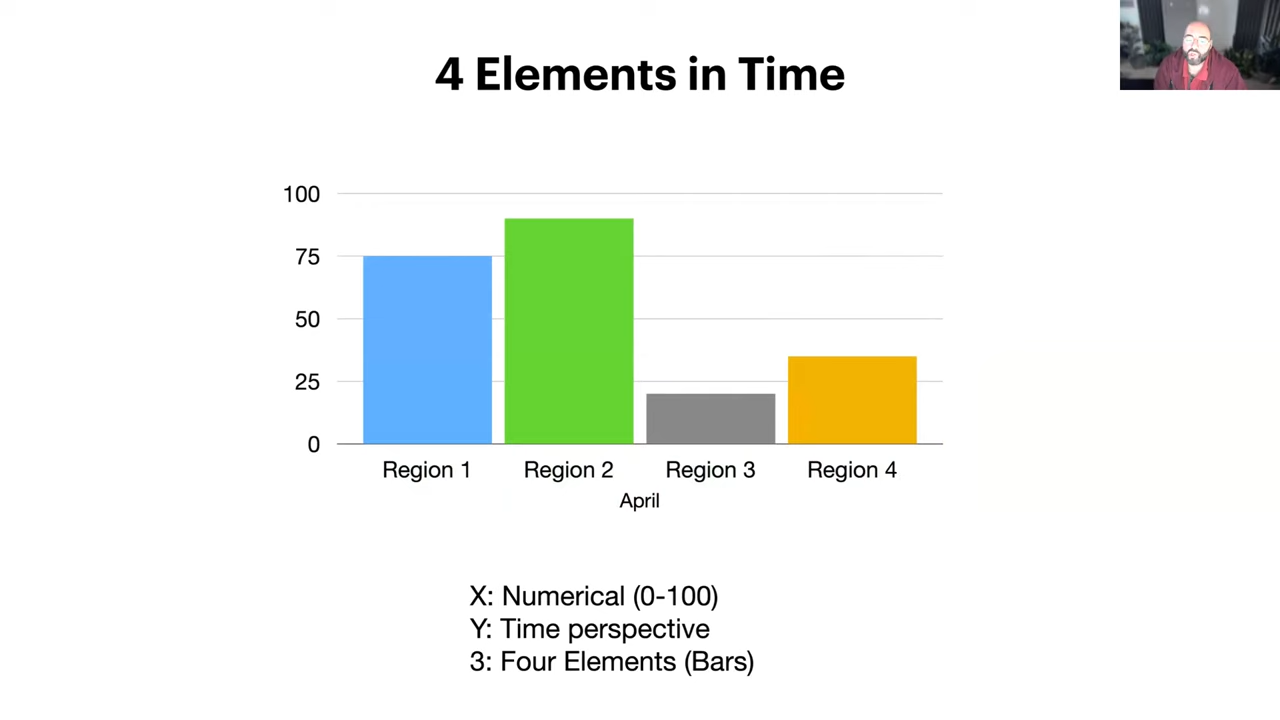 4 Elements in Time
100
75
50
25
0
Region 1 Region 2 Region 3 Region 4
April
X: Numerical (0-100)
Y: Time perspective
3: Four Elements (Bars)